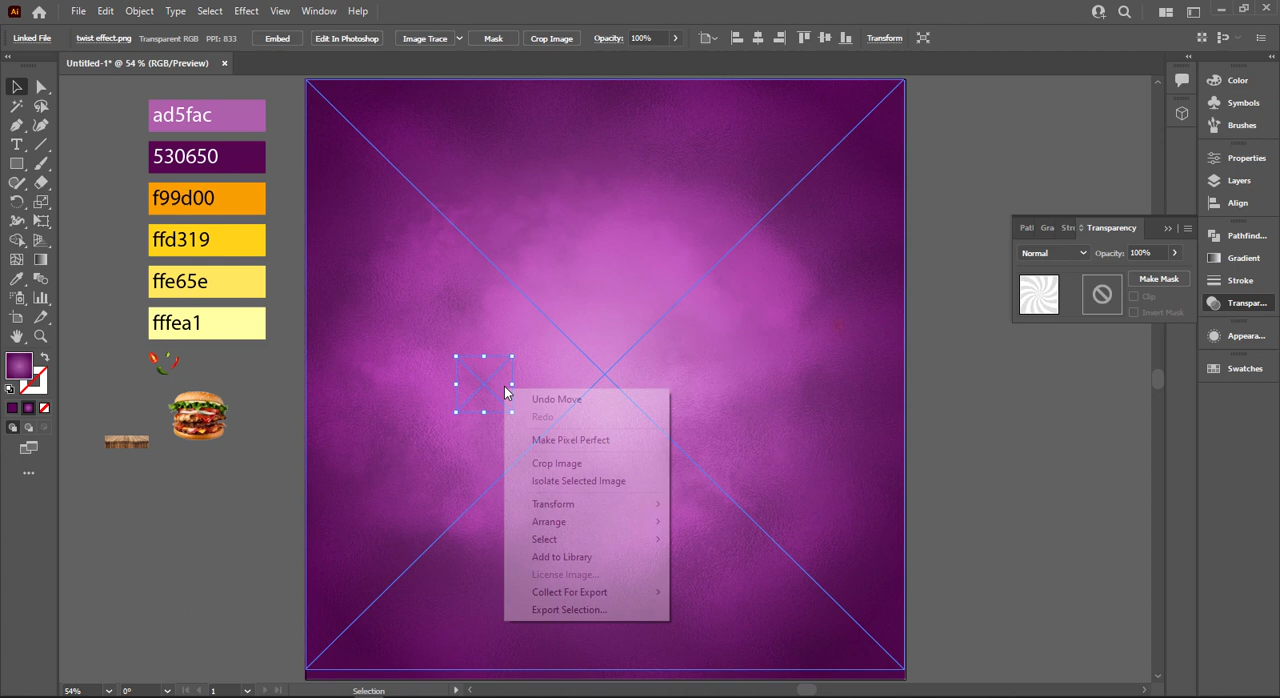 Ai
File Edit Object Type Select Effect View Window Help
Linked File twist effect.png Transparent RGB PPI: 833 Embed Edit In Photoshop Image Trace Mask Crop Image Opacity: 100% Transform
Untitled-1* @ 54 % (RGB/Preview) ×
ad5fac
530650
f99d00
ffd319
ffe65e
fffea1
Undo Move
Redo
Make Pixel Perfect
Crop Image
Isolate Selected Image
Transform
Arrange
Select
Add to Library
License Image...
Collect For Export
Export Selection...
Patl Gra Stro Transparency
Normal Opacity: 100%
Make Mask
Clip
Invert Mask
Color
Symbols
Brushes
Properties
Layers
Align
Pathfind...
Gradient
Stroke
Transpar...
Appeara...
Swatches
54% 0° 1 Selection